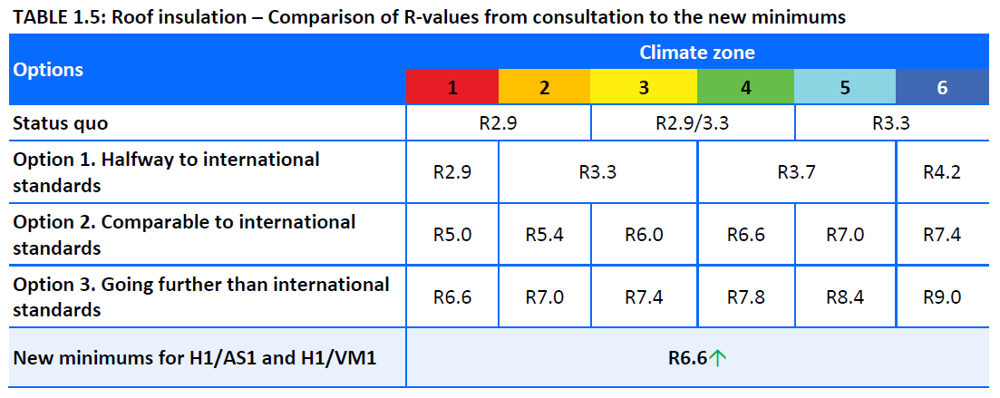 TABLE 1.5: Roof insulation – Comparison of R-values from consultation to the new minimums
Options
Climate zone
1 2 3 4 5 6
Status quo R2.9 R2.9/3.3 R3.3
Option 1. Halfway to international
standards
R2.9 R3.3 R3.7 R4.2
Option 2. Comparable to international
standards
R5.0 R5.4 R6.0 R6.6 R7.0 R7.4
Option 3. Going further than international
standards
R6.6 R7.0 R7.4 R7.8 R8.4 R9.0
New minimums for H1/AS1 and H1/VM1 R6.6↑